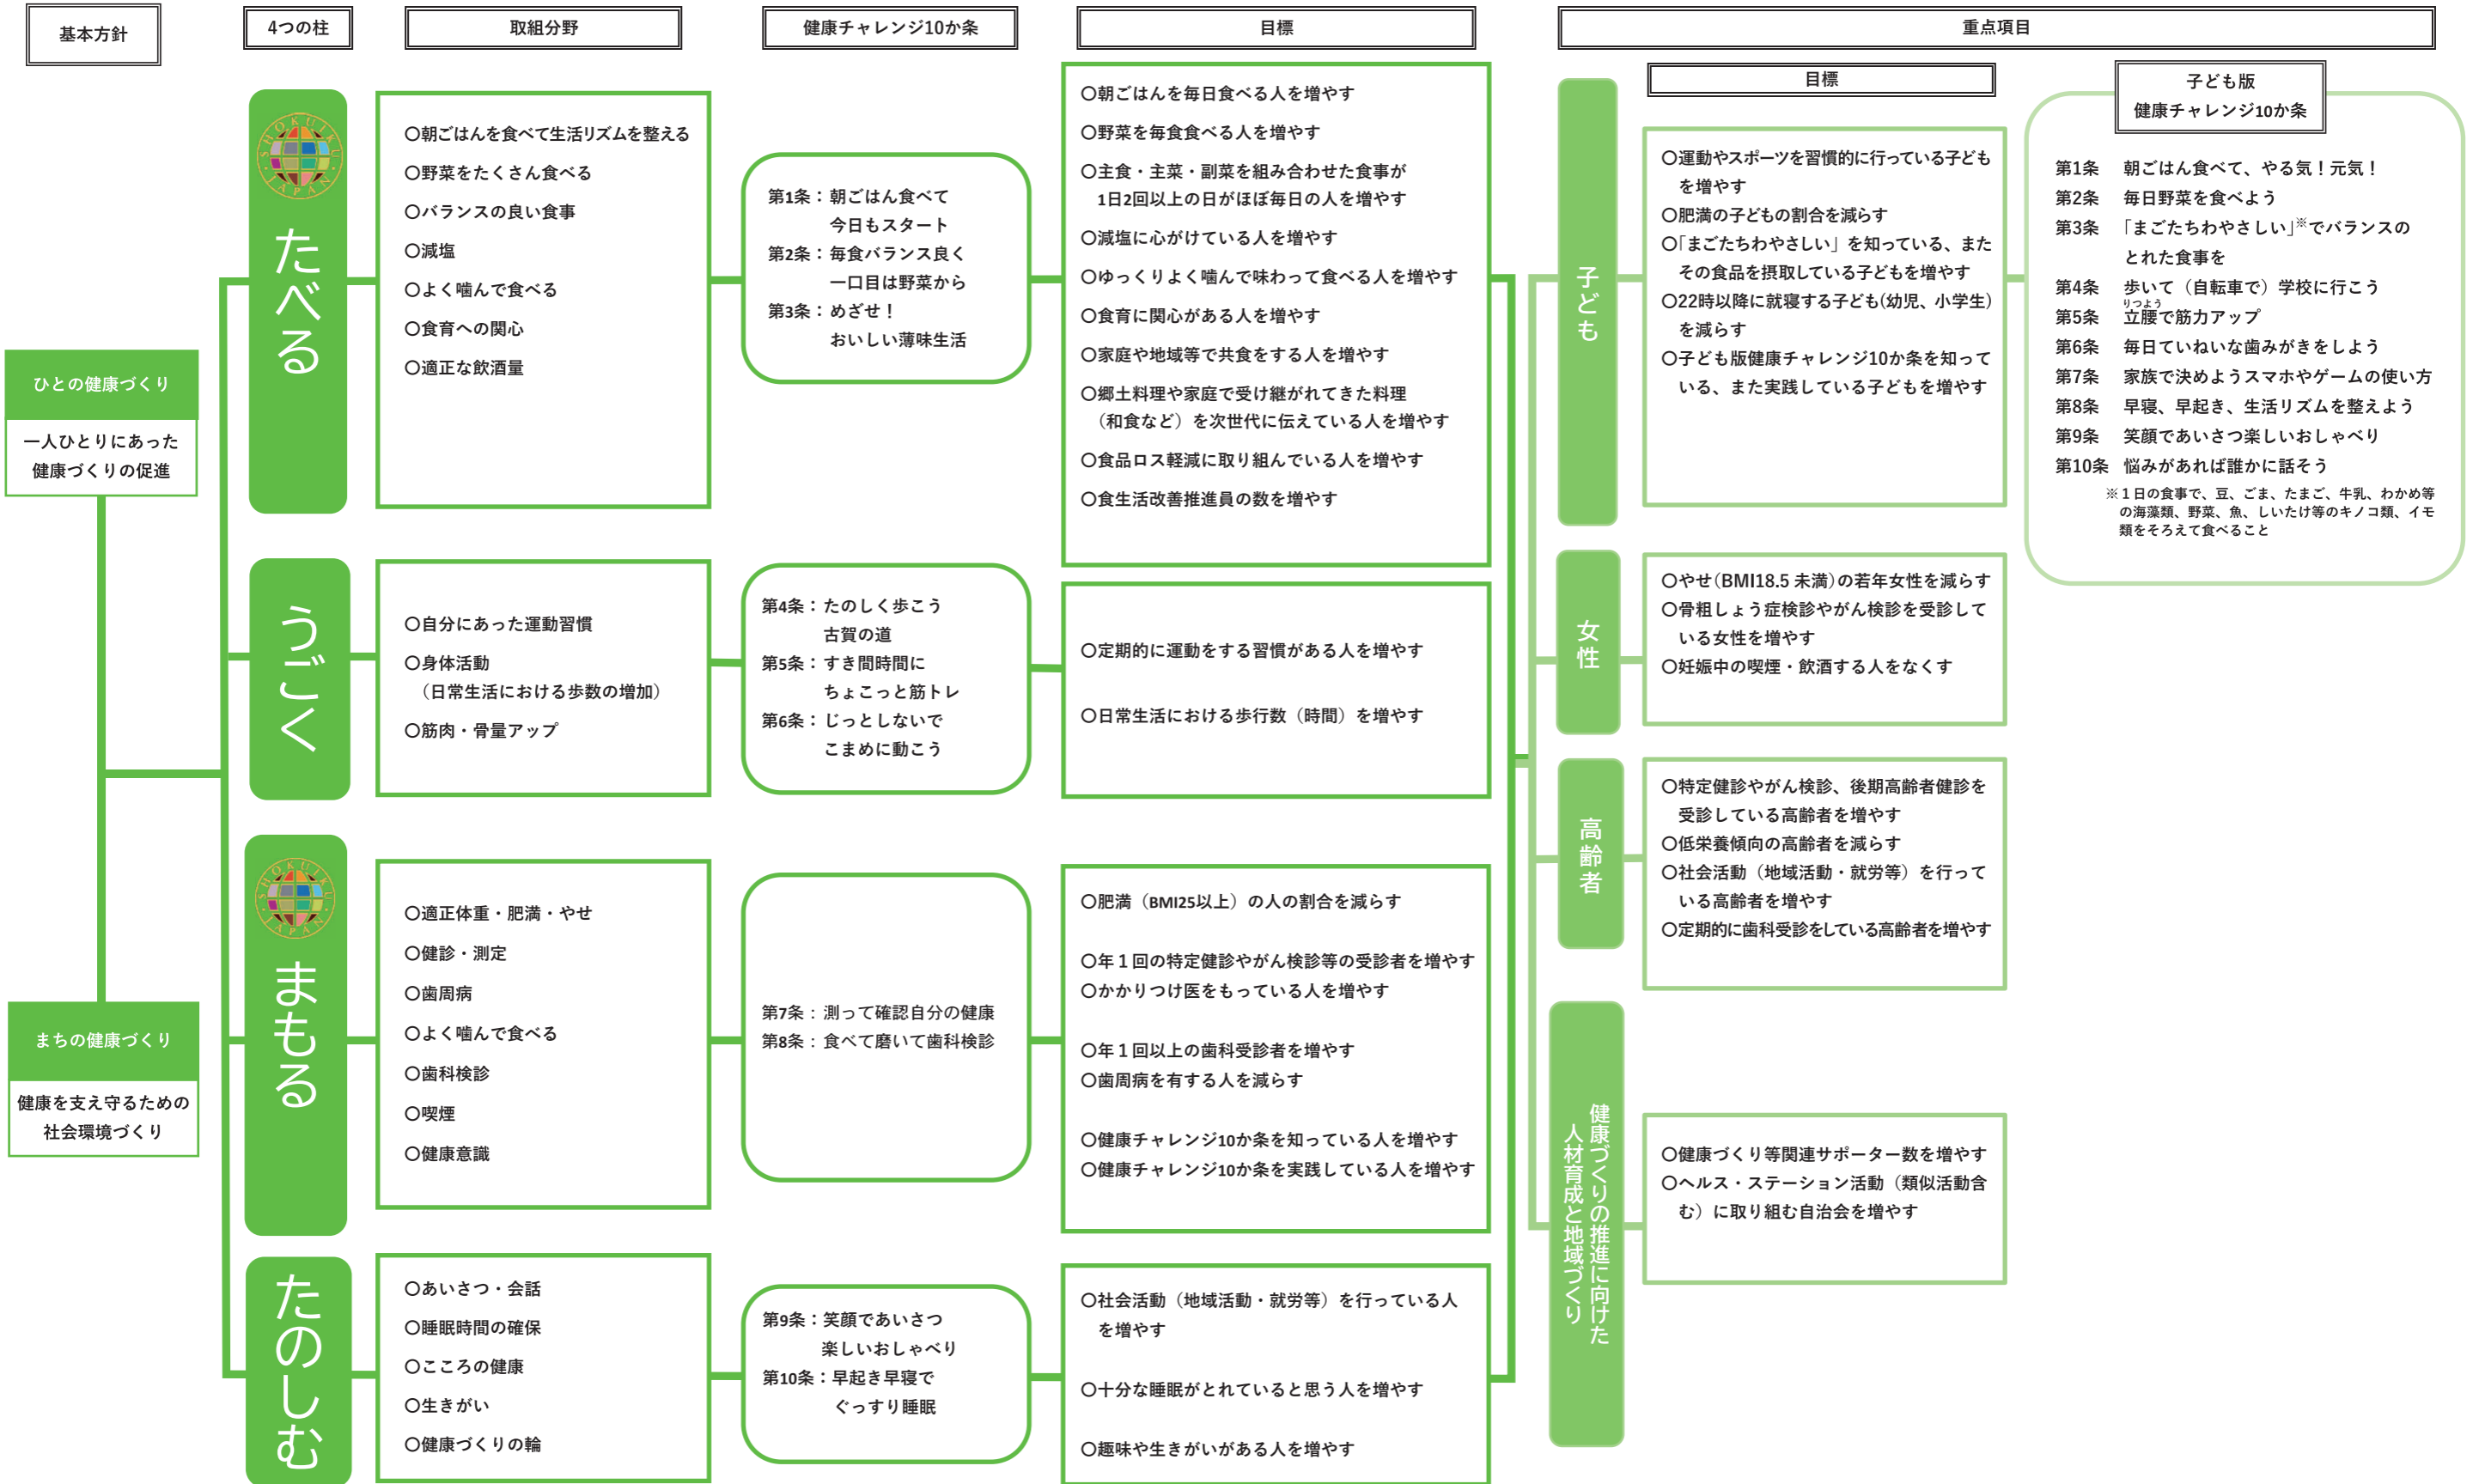 基本方針
4つの柱
取組分野
健康チャレンジ10か条
目標
重点項目
ひとの健康づくり
一人ひとりにあった
健康づくりの促進
まちの健康づくり
健康を支え守るための
社会環境づくり
SHOKUIKU JAPAN
たべる
〇朝ごはんを食べて生活リズムを整える
〇野菜をたくさん食べる
〇バランスの良い食事
〇減塩
〇よく噛んで食べる
〇食育への関心
〇適正な飲酒量
第1条：朝ごはん食べて
今日もスタート
第2条：毎食バランス良く
一口目は野菜から
第3条：めざせ！
おいしい薄味生活
〇朝ごはんを毎日食べる人を増やす
〇野菜を毎食食べる人を増やす
〇主食・主菜・副菜を組み合わせた食事が
1日2回以上の日がほぼ毎日の人を増やす
〇減塩に心がけている人を増やす
〇ゆっくりよく噛んで味わって食べる人を増やす
〇食育に関心がある人を増やす
〇家庭や地域等で共食をする人を増やす
〇郷土料理や家庭で受け継がれてきた料理
（和食など）を次世代に伝えている人を増やす
〇食品ロス軽減に取り組んでいる人を増やす
〇食生活改善推進員の数を増やす
うごく
〇自分にあった運動習慣
〇身体活動
（日常生活における歩数の増加）
〇筋肉・骨量アップ
第4条：たのしく歩こう
古賀の道
第5条：すき間時間に
ちょこっと筋トレ
第6条：じっとしないで
こまめに動こう
〇定期的に運動をする習慣がある人を増やす
〇日常生活における歩行数（時間）を増やす
SHOKUIKU JAPAN
まもる
〇適正体重・肥満・やせ
〇健診・測定
〇歯周病
〇よく噛んで食べる
〇歯科検診
〇喫煙
〇健康意識
第7条：測って確認自分の健康
第8条：食べて磨いて歯科検診
〇肥満（BMI25以上）の人の割合を減らす
〇年１回の特定健診やがん検診等の受診者を増やす
〇かかりつけ医をもっている人を増やす
〇年１回以上の歯科受診者を増やす
〇歯周病を有する人を減らす
〇健康チャレンジ10か条を知っている人を増やす
〇健康チャレンジ10か条を実践している人を増やす
たのしむ
〇あいさつ・会話
〇睡眠時間の確保
〇こころの健康
〇生きがい
〇健康づくりの輪
第9条：笑顔であいさつ
楽しいおしゃべり
第10条：早起き早寝で
ぐっすり睡眠
〇社会活動（地域活動・就労等）を行っている人
を増やす
〇十分な睡眠がとれていると思う人を増やす
〇趣味や生きがいがある人を増やす
目標
子ども
〇運動やスポーツを習慣的に行っている子ども
を増やす
〇肥満の子どもの割合を減らす
〇「まごたちわやさしい」を知っている、また
その食品を摂取している子どもを増やす
〇22時以降に就寝する子ども(幼児、小学生)
を減らす
〇子ども版健康チャレンジ10か条を知って
いる、また実践している子どもを増やす
子ども版
健康チャレンジ10か条
第1条 朝ごはん食べて、やる気！元気！
第2条 毎日野菜を食べよう
第3条 「まごたちわやさしい」※でバランスの
とれた食事を
第4条 歩いて（自転車で）学校に行こう
りつよう
第5条 立腰で筋力アップ
第6条 毎日ていねいな歯みがきをしよう
第7条 家族で決めようスマホやゲームの使い方
第8条 早寝、早起き、生活リズムを整えよう
第9条 笑顔であいさつ楽しいおしゃべり
第10条 悩みがあれば誰かに話そう
※１日の食事で、豆、ごま、たまご、牛乳、わかめ等
の海藻類、野菜、魚、しいたけ等のキノコ類、イモ
類をそろえて食べること
女性
〇やせ(BMI18.5 未満)の若年女性を減らす
〇骨粗しょう症検診やがん検診を受診して
いる女性を増やす
〇妊娠中の喫煙・飲酒する人をなくす
高齢者
〇特定健診やがん検診、後期高齢者健診を
受診している高齢者を増やす
〇低栄養傾向の高齢者を減らす
〇社会活動（地域活動・就労等）を行って
いる高齢者を増やす
〇定期的に歯科受診をしている高齢者を増やす
健康づくりの推進に向けた
人材育成と地域づくり
〇健康づくり等関連サポーター数を増やす
〇ヘルス・ステーション活動（類似活動含
む）に取り組む自治会を増やす